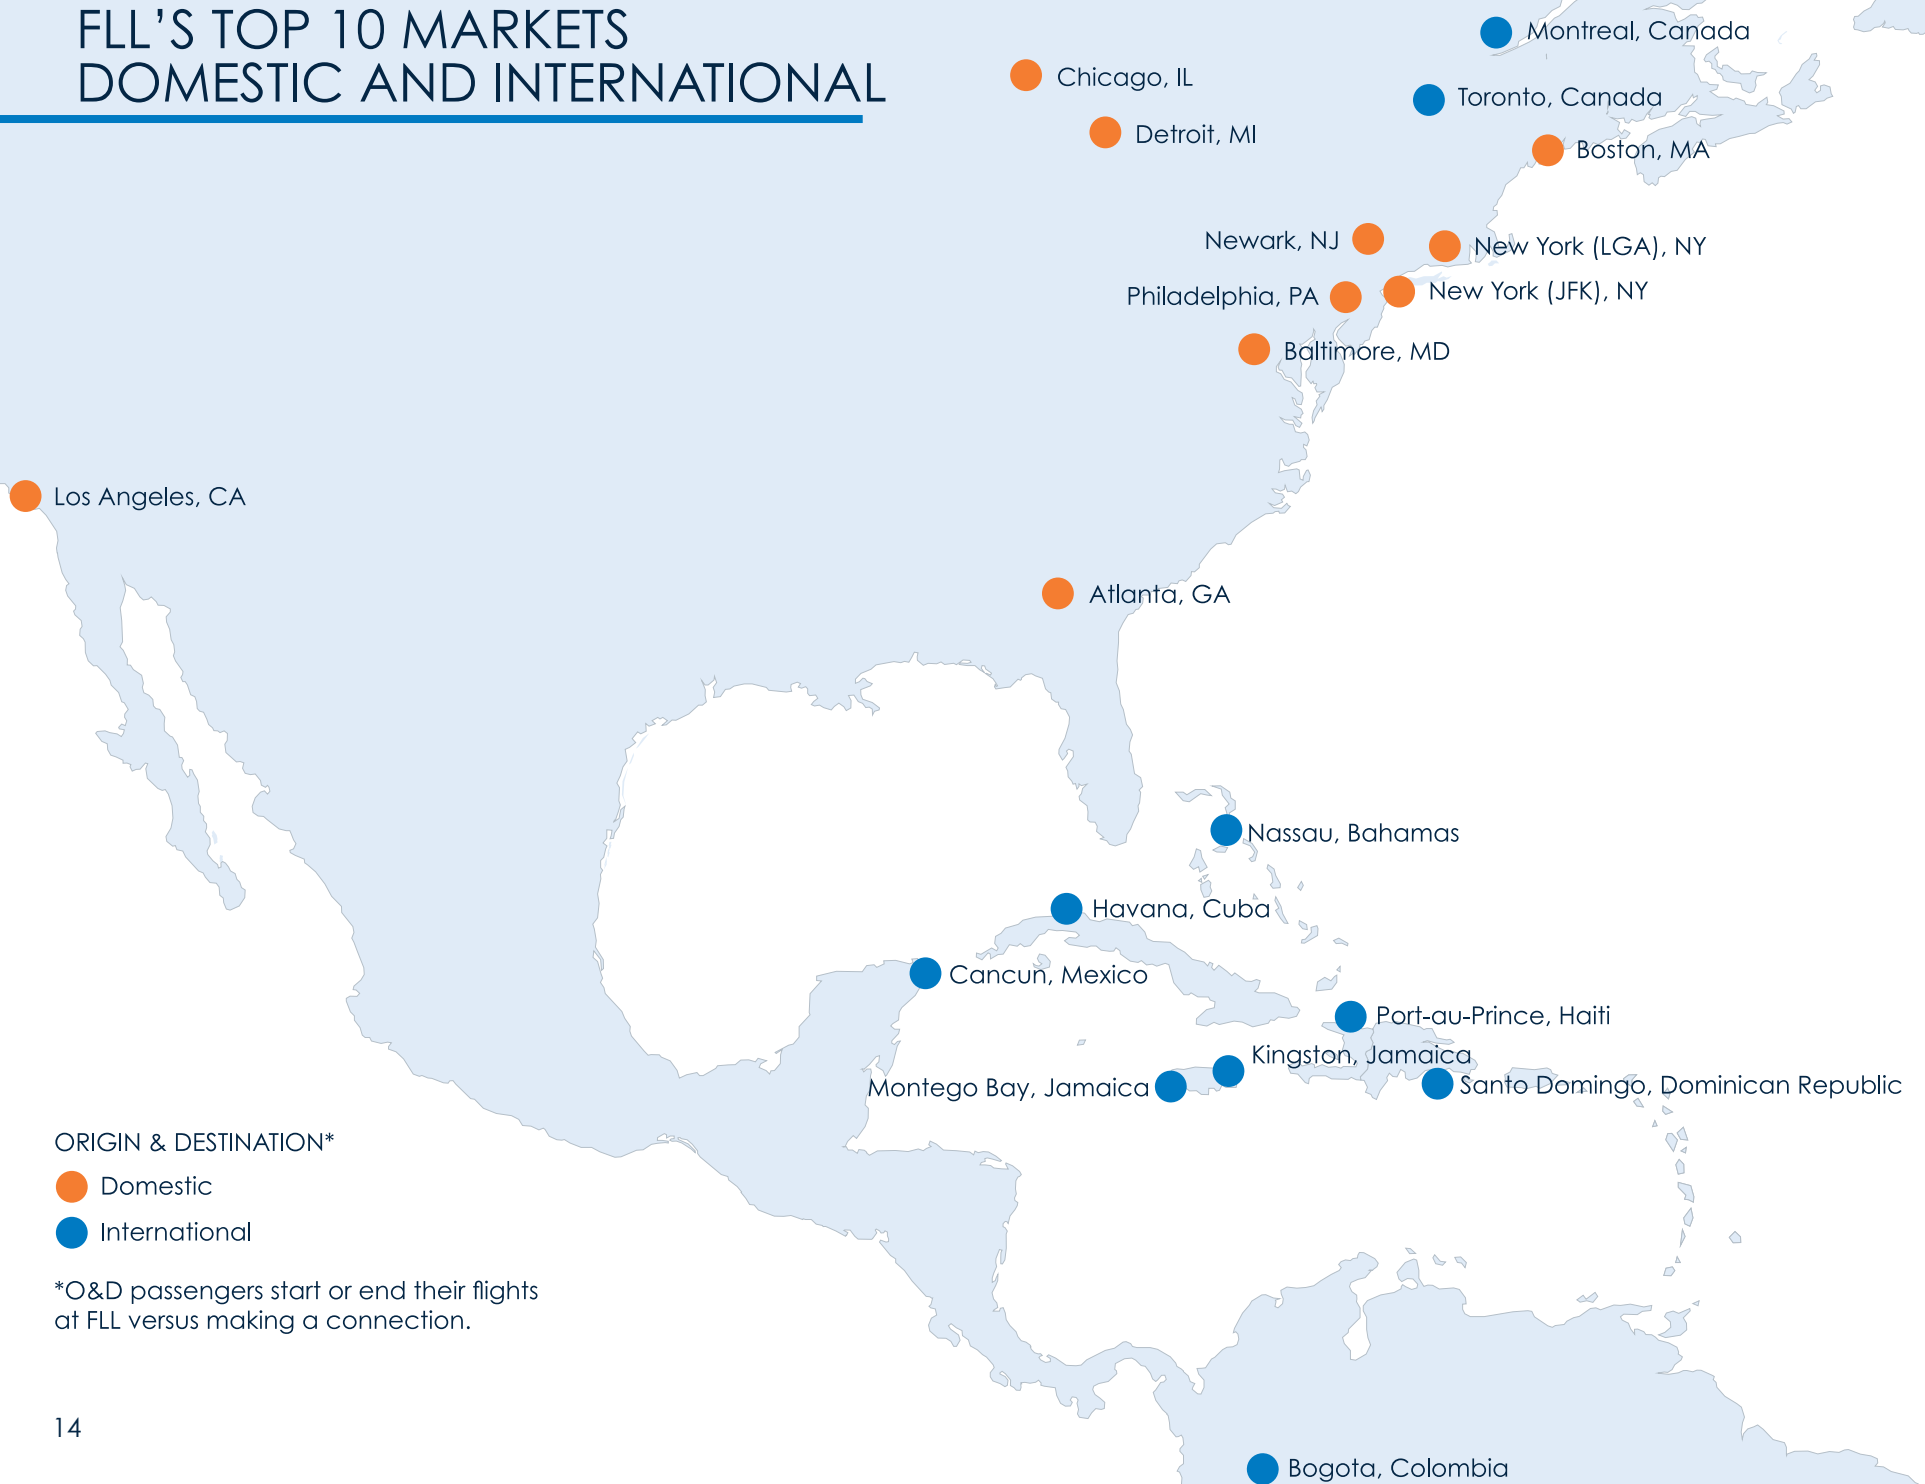 FLL'S TOP 10 MARKETS
DOMESTIC AND INTERNATIONAL
Montreal, Canada
Chicago, IL
Toronto, Canada
Detroit, MI
Boston, MA
Newark, NJ
New York (LGA), NY
Philadelphia, PA
New York (JFK), NY
Baltimore, MD
Los Angeles, CA
Atlanta, GA
Nassau, Bahamas
Havana, Cuba
Cancun, Mexico
Port-au-Prince, Haiti
Kingston, Jamaica
Montego Bay, Jamaica
Santo Domingo, Dominican Republic
ORIGIN & DESTINATION*
Domestic
International
*O&D passengers start or end their flights
at FLL versus making a connection.
14
Bogota, Colombia